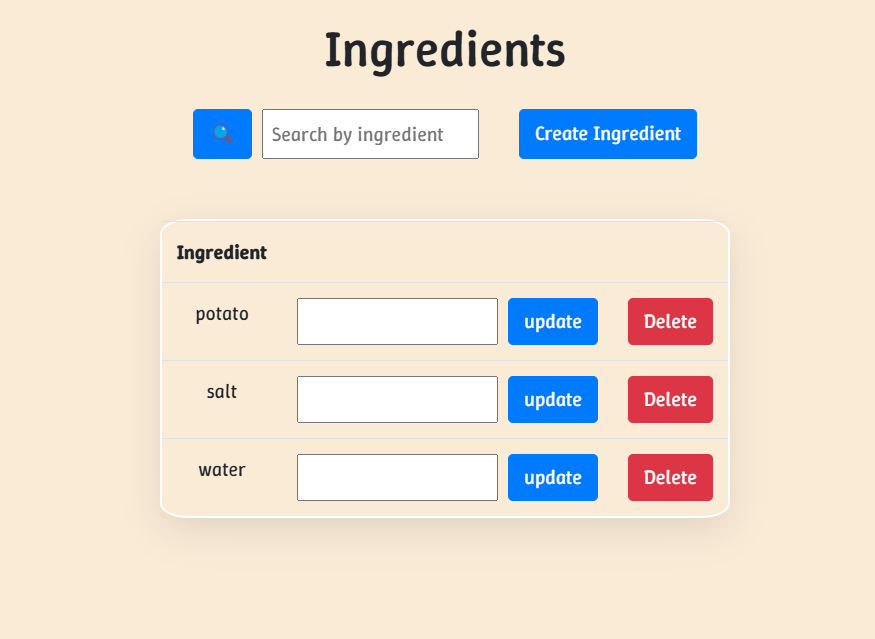 Ingredients
Search by ingredient Create Ingredient
Ingredient
potato update Delete
salt update Delete
water update Delete